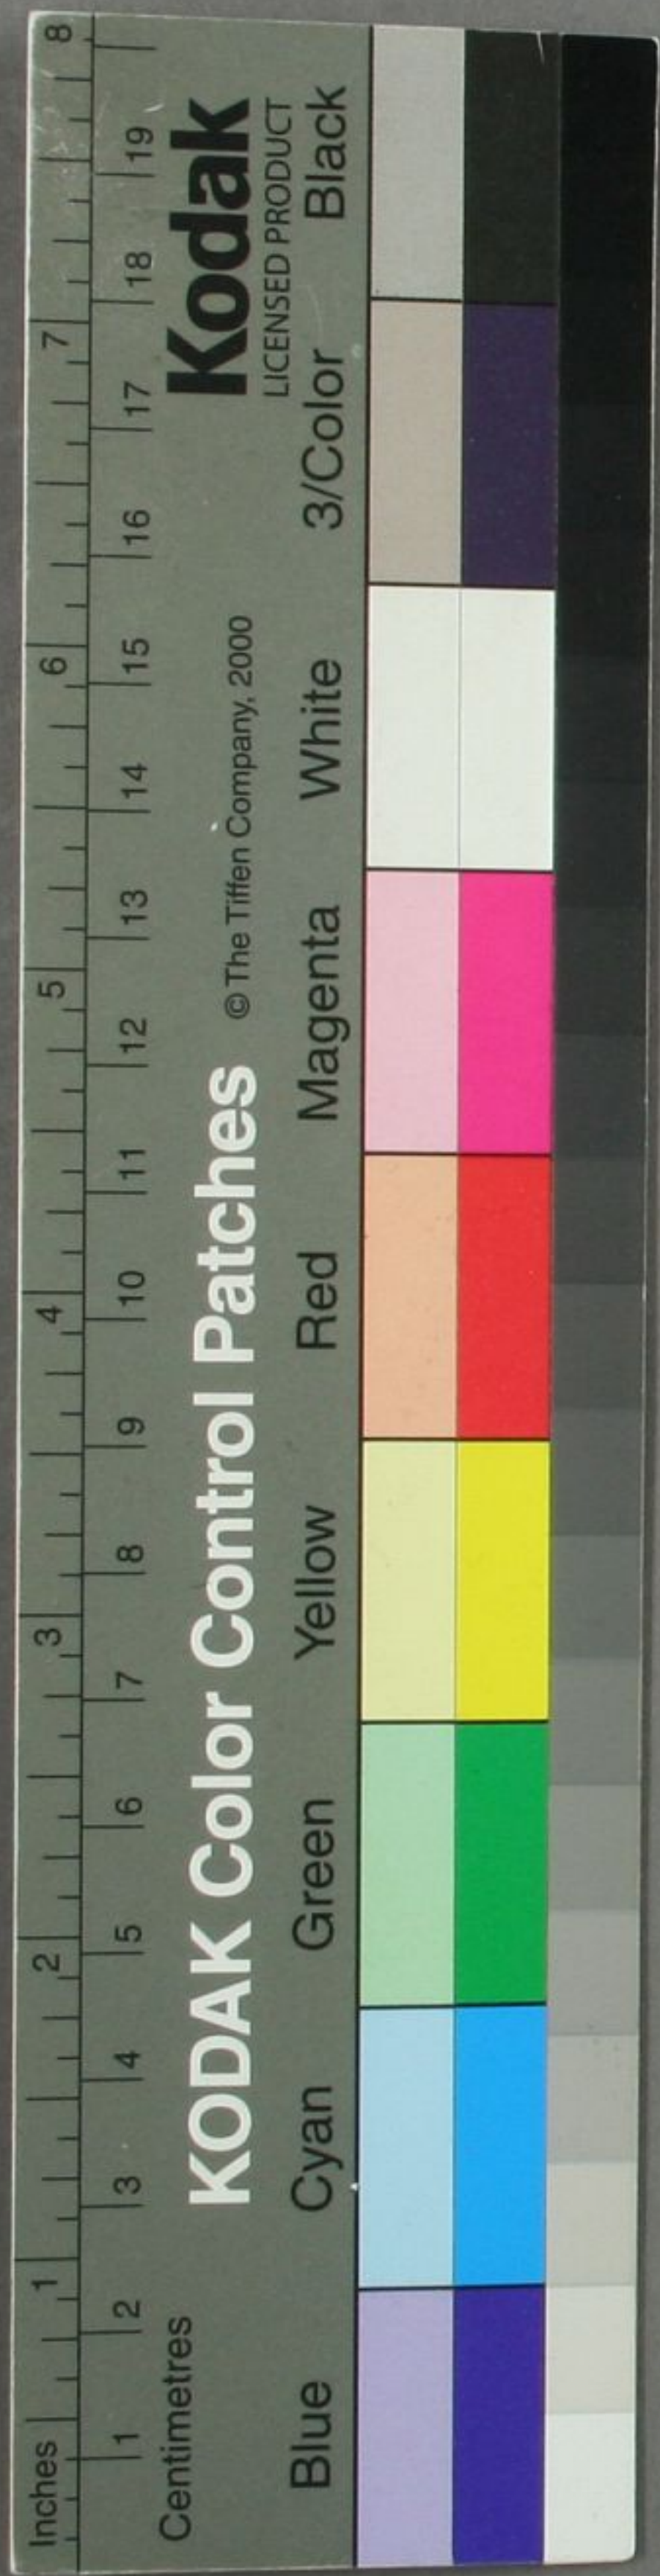 Inches 1 2 3 4 5 6 7 8
1 2 3 4 5 6 7 8 9 10 11 12 13 14 15 16 17 18 19
Centimetres
KODAK Color Control Patches © The Tiffen Company, 2000 Kodak
LICENSED PRODUCT
Blue Cyan Green Yellow Red Magenta White 3/Color Black